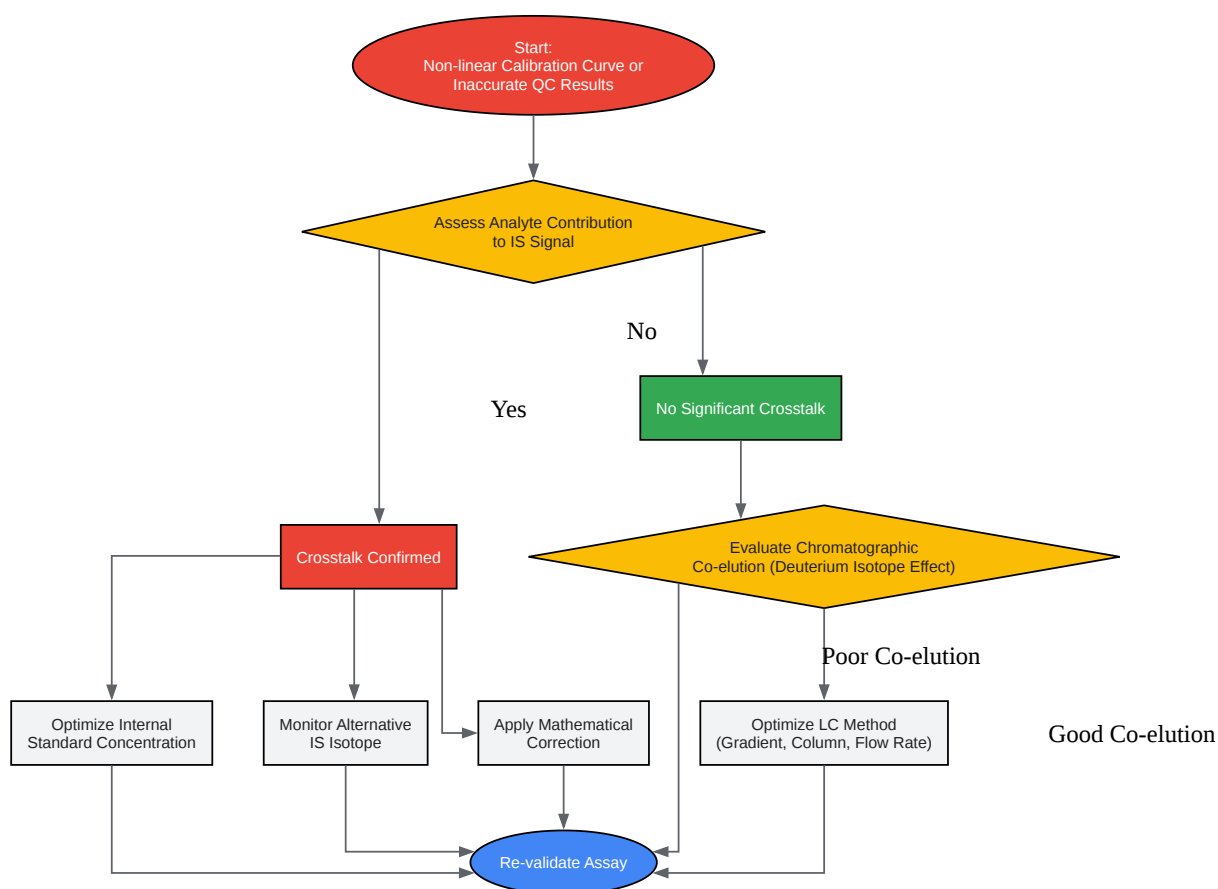 Start:
Non-linear Calibration Curve or
Inaccurate QC Results
Assess Analyte Contribution
to IS Signal
No
Yes
No Significant Crosstalk
Crosstalk Confirmed
Evaluate Chromatographic
Co-elution (Deuterium Isotope Effect)
Poor Co-elution
Good Co-elution
Optimize Internal
Standard Concentration
Monitor Alternative
IS Isotope
Apply Mathematical
Correction
Optimize LC Method
(Gradient, Column, Flow Rate)
Re-validate Assay